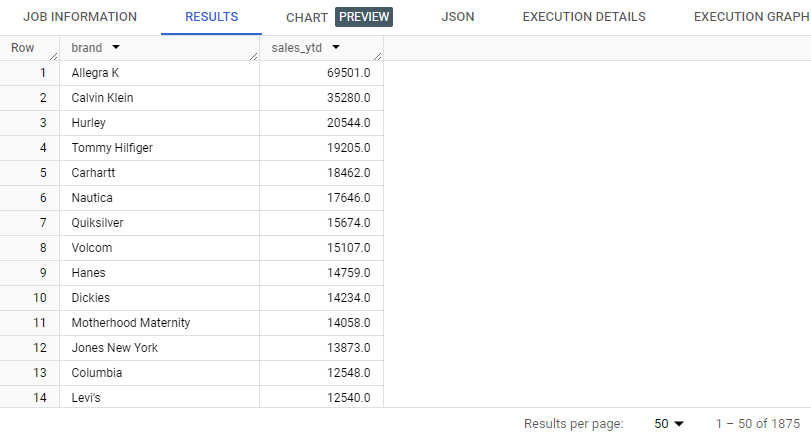 JOB INFORMATION RESULTS CHART PREVIEW JSON EXECUTION DETAILS EXECUTION GRAPH
Row brand sales_ytd
1 Allegra K 69501.0
2 Calvin Klein 35280.0
3 Hurley 20544.0
4 Tommy Hilfiger 19205.0
5 Carhartt 18462.0
6 Nautica 17646.0
7 Quiksilver 15674.0
8 Volcom 15107.0
9 Hanes 14759.0
10 Dickies 14234.0
11 Motherhood Maternity 14058.0
12 Jones New York 13873.0
13 Columbia 12548.0
14 Levi's 12540.0
Results per page: 50 1 – 50 of 1875